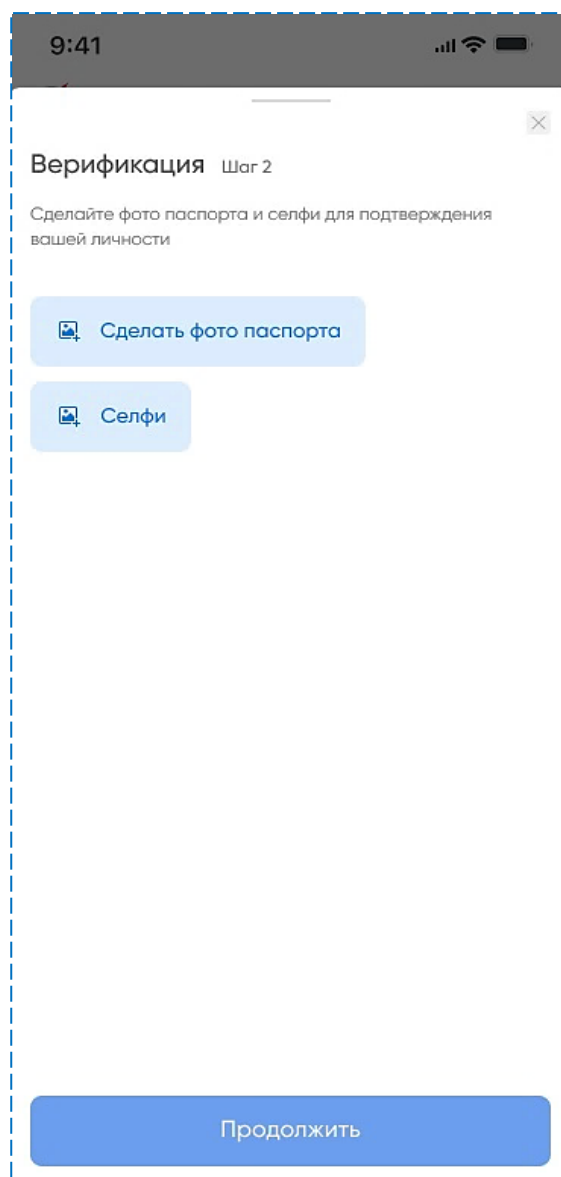 9:41
Верификация Шаг 2
Сделайте фото паспорта и селфи для подтверждения
вашей личности
Сделать фото паспорта
Селфи
Продолжить